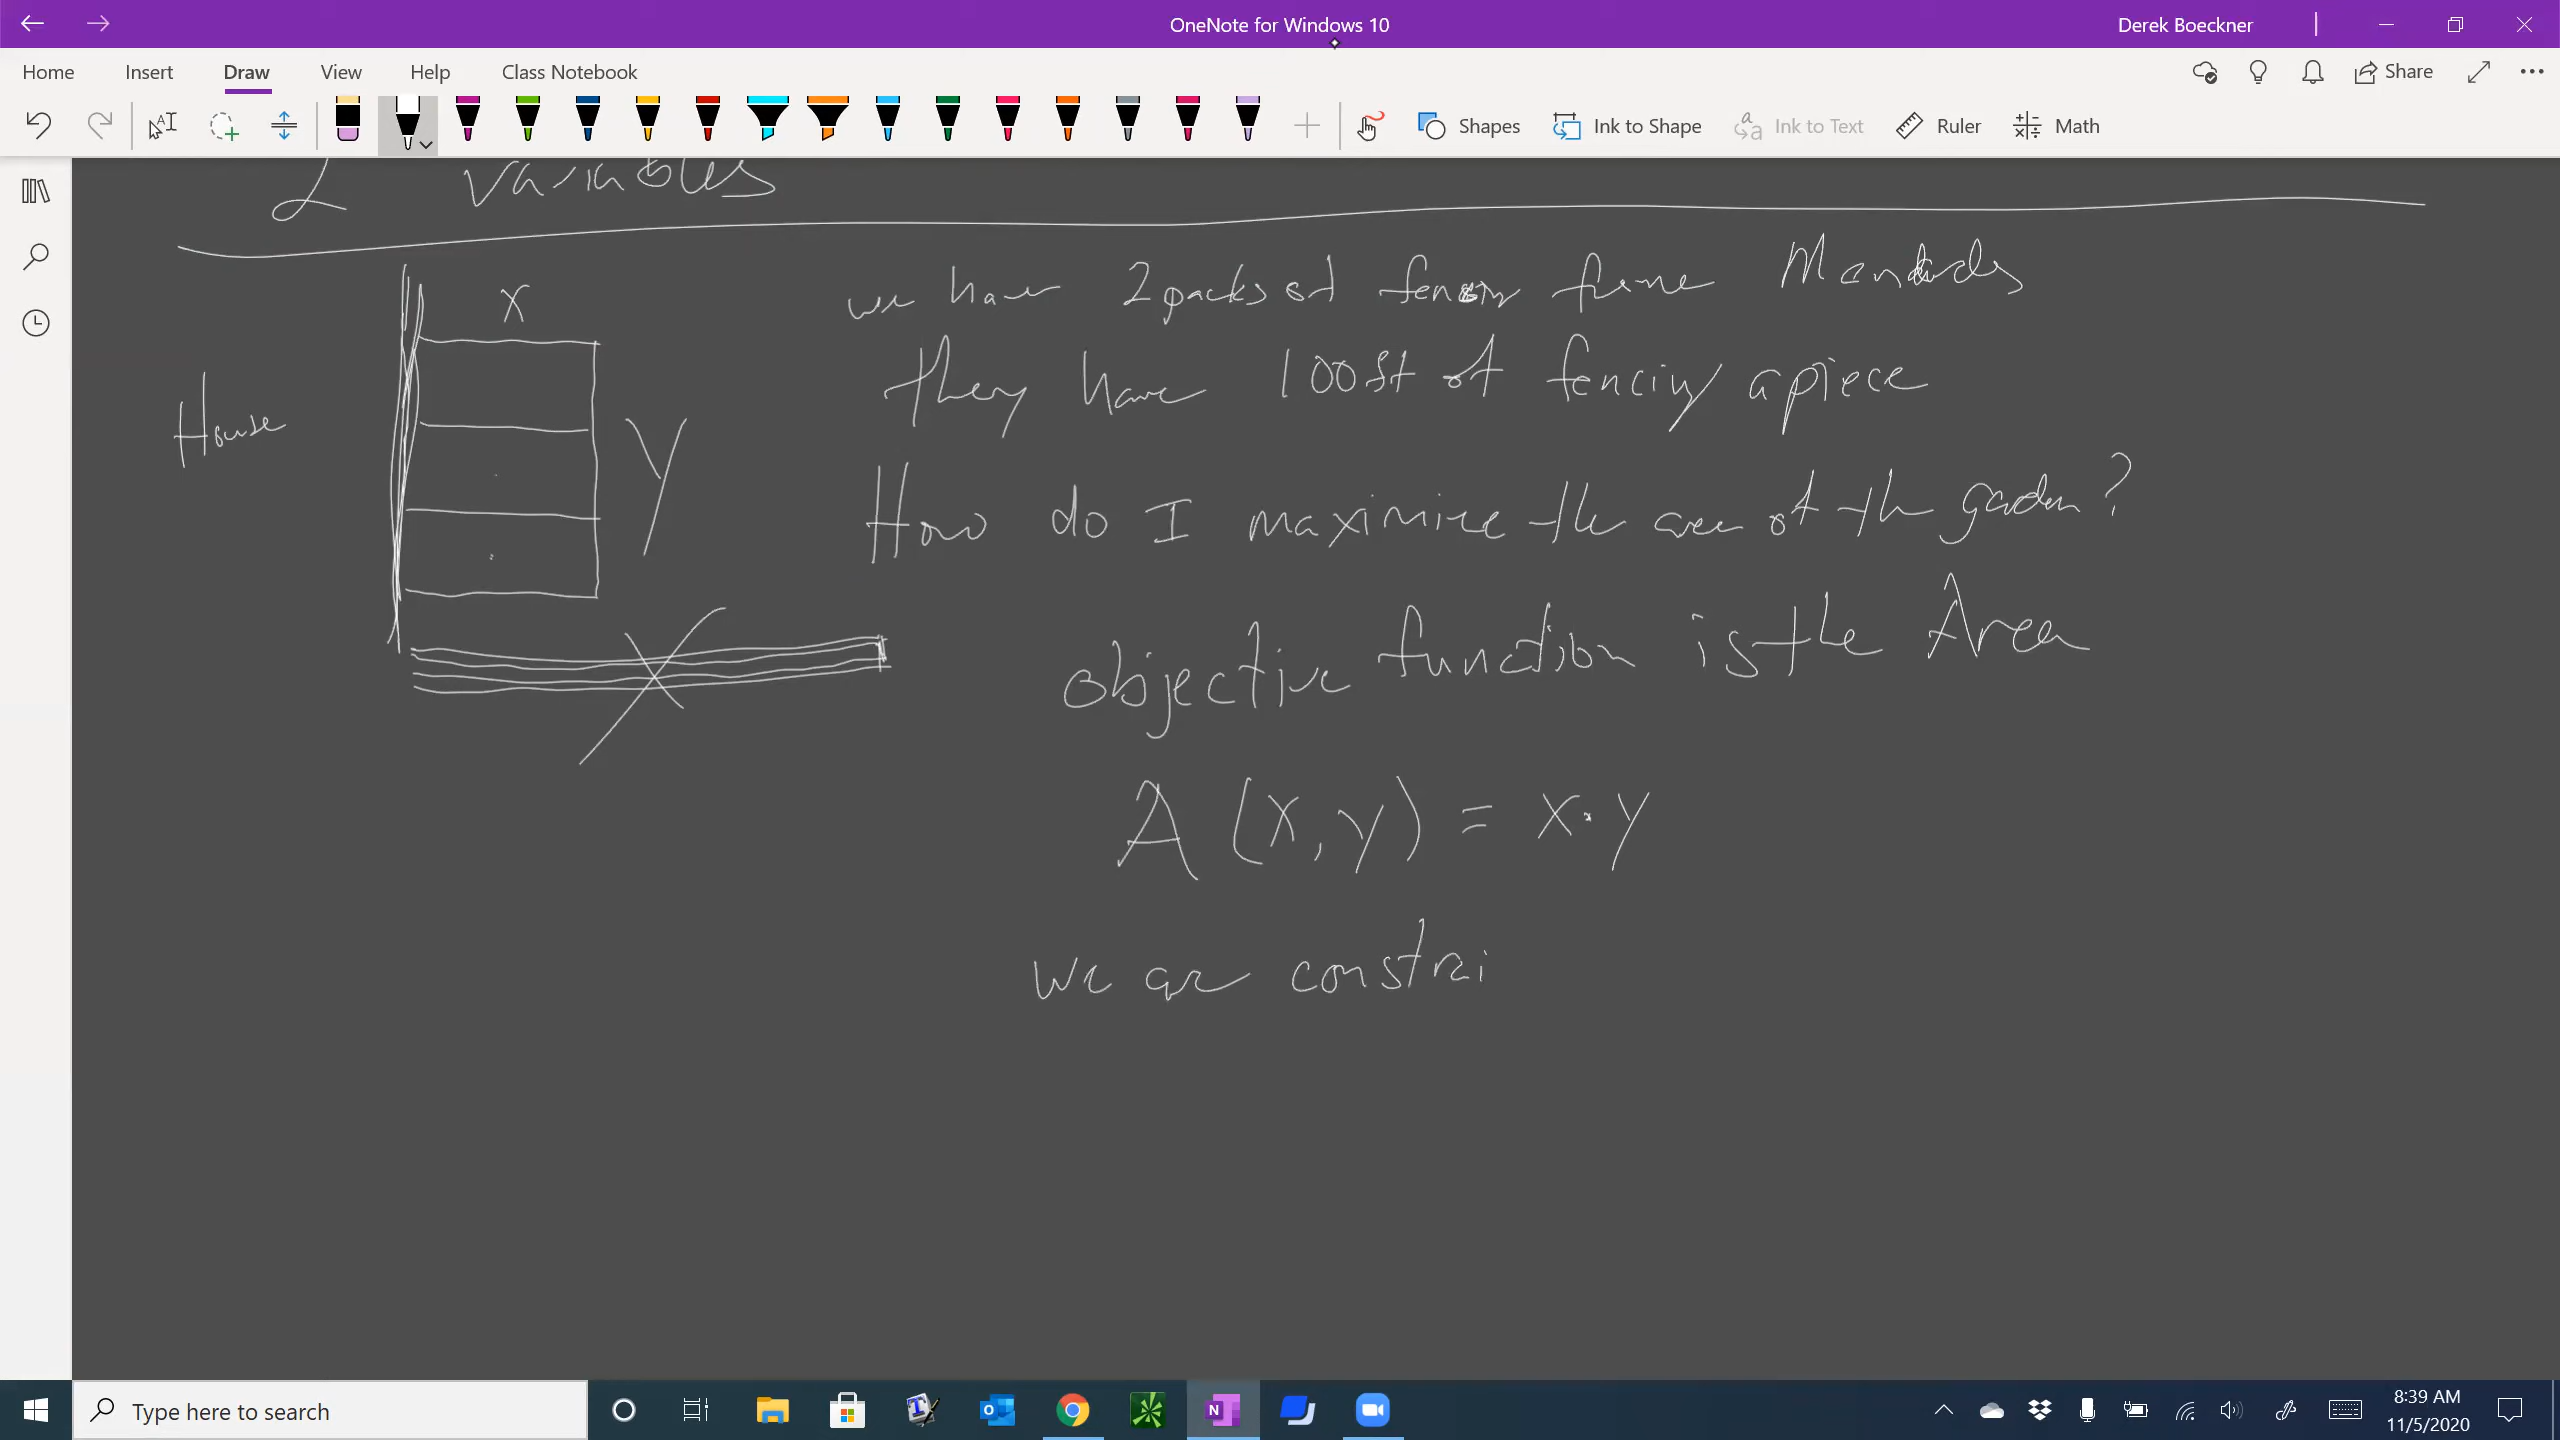 OneNote for Windows 10
Derek Boeckner
Home Insert Draw View Help Class Notebook
Share
Shapes Ink to Shape Ink to Text Ruler Math
2 Variables
House
x
y
we have 2 packs of from
they have 100ft of fencing apiece
How do I maximize the area of the garden?
objective function is the Area
A (x, y) = x · y
we are constrai
Type here to search
8:39 AM
11/5/2020